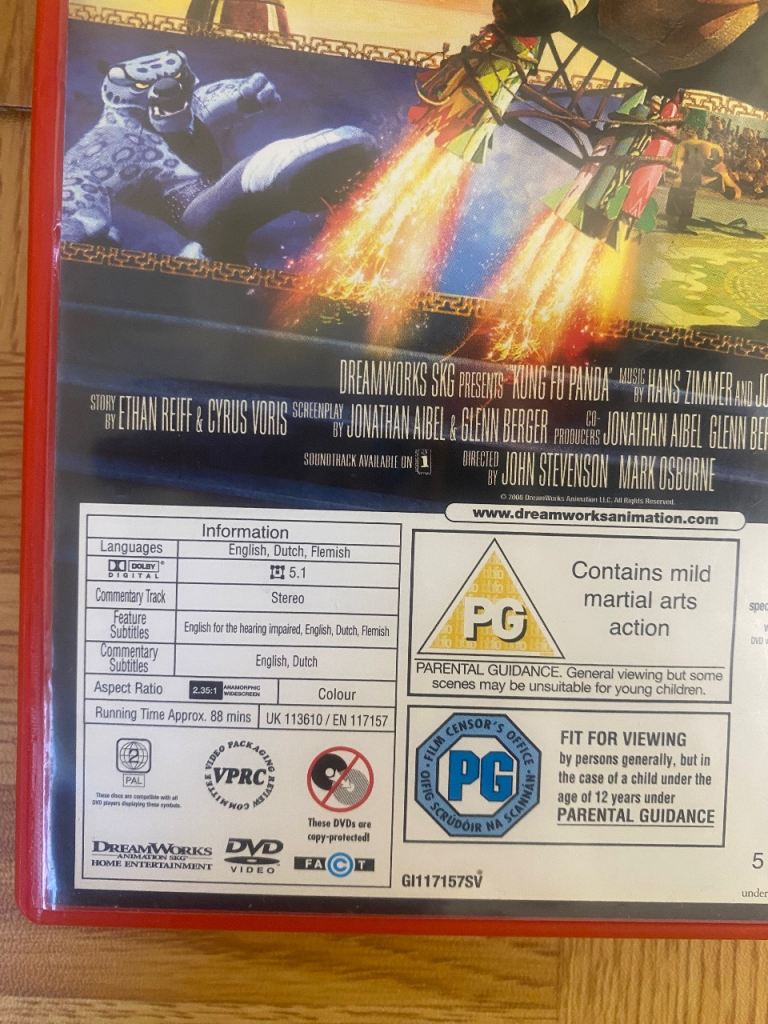 DREAMWORKS SKG PRESENTS "KUNG FU PANDA" MUSIC BY HANS ZIMMER AND JO
STORY BY ETHAN REIFF & CYRUS VORIS SCREENPLAY BY JONATHAN AIBEL & GLENN BERGER CO-PRODUCERS JONATHAN AIBEL GLENN BER
SOUNDTRACK AVAILABLE ON DIRECTED BY JOHN STEVENSON MARK OSBORNE
© 2008 DreamWorks Animation LLC, All Rights Reserved.
www.dreamworksanimation.com
Information
Languages English, Dutch, Flemish
DOLBY DIGITAL 5.1
Commentary Track Stereo
Feature Subtitles English for the hearing impaired, English, Dutch, Flemish
Commentary Subtitles English, Dutch
Aspect Ratio 2.35:1 ANAMORPHIC WIDESCREEN Colour
Running Time Approx. 88 mins UK 113610 / EN 117157
2
PAL
These discs are compatible with all
DVD players displaying these symbols.
VIDEO PACKAGING REVIEW COMMITTEE
VPRC
These DVDs are
copy-protected!
DREAMWORKS
ANIMATION SKG
HOME ENTERTAINMENT
DVD
VIDEO
FACT
PG
Contains mild
martial arts
action
PARENTAL GUIDANCE. General viewing but some
scenes may be unsuitable for young children.
FILM CENSOR'S OFFICE
PG
OIFIG SCRÚDÓIR NA SCANNÁN
FIT FOR VIEWING
by persons generally, but in
the case of a child under the
age of 12 years under
PARENTAL GUIDANCE
GI117157SV
spec
DVD
5
under